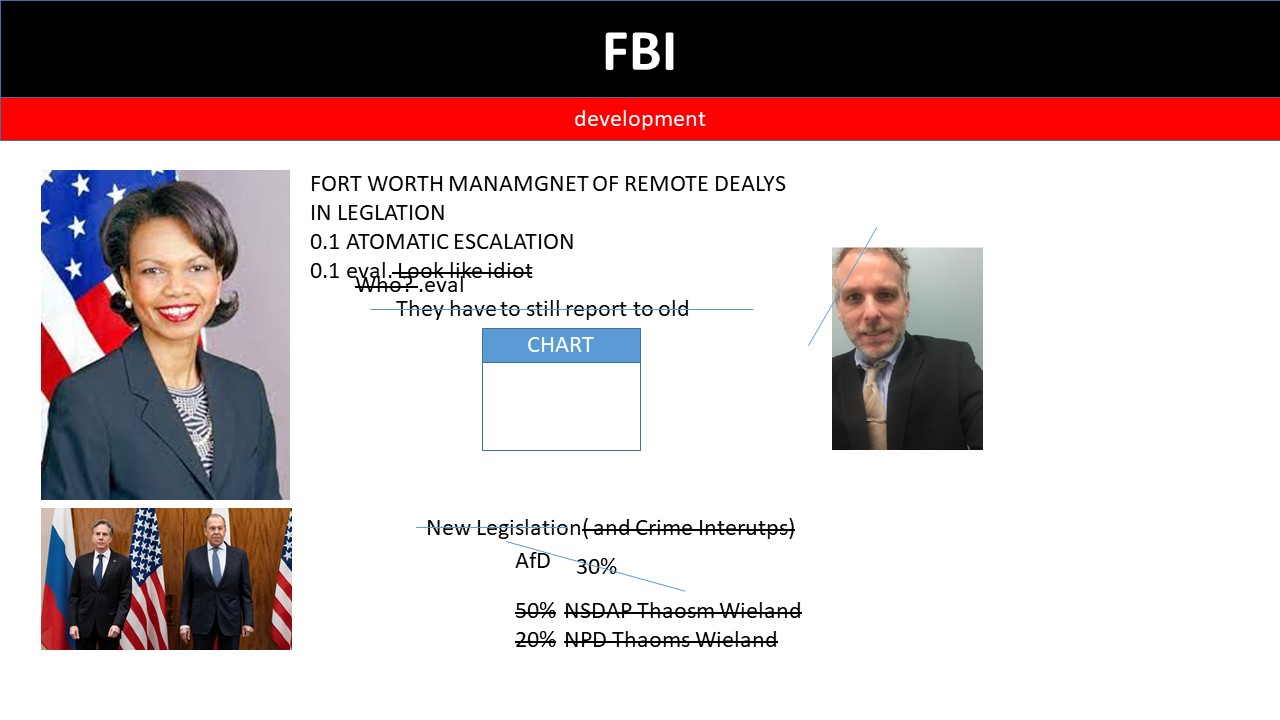 FBI
development
FORT WORTH MANAMGNET OF REMOTE DEALYS
IN LEGLATION
0.1 ATOMATIC ESCALATION
0.1 eval. Look like idiot
Who? .eval
They have to still report to old
CHART
New Legislation( and Crime Interutps)
AfD 30%
50% NSDAP Thaosm Wieland
20% NPD Thaoms Wieland